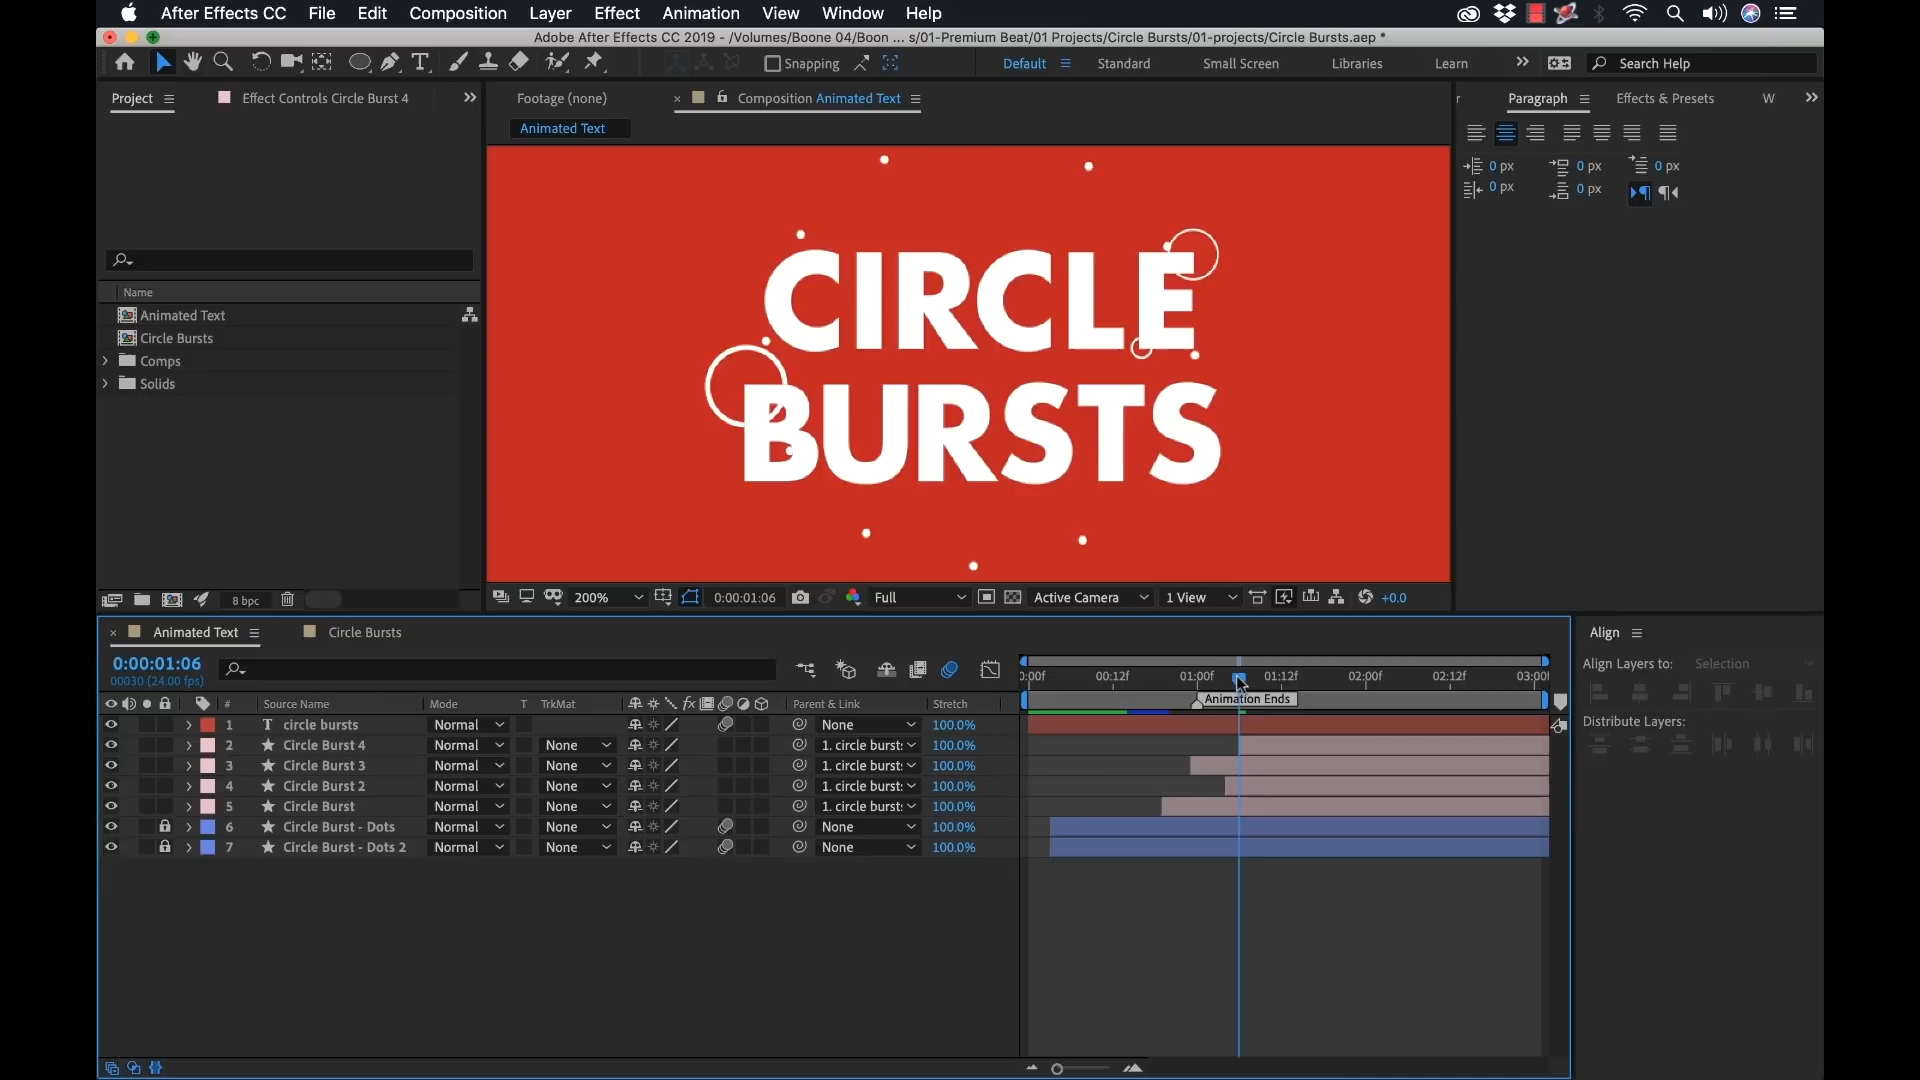 After Effects CC File Edit Composition Layer Effect Animation View Window Help
Adobe After Effects CC 2019 - /Volumes/Boone 04/Boon ... s/01-Premium Beat/01 Projects/Circle Bursts/01-projects/Circle Bursts.aep *
Snapping Default Standard Small Screen Libraries Learn Search Help
Project Effect Controls Circle Burst 4 Footage (none) Composition Animated Text Paragraph Effects & Presets W
Animated Text
0 px 0 px 0 px
0 px 0 px
CIRCLE
BURSTS
Name
Animated Text
Circle Bursts
Comps
Solids
8 bpc 200% 0:00:01:06 Full Active Camera 1 View +0.0
Animated Text Circle Bursts Align
0:00:01:06
00030 (24.00 fps)
Align Layers to: Selection
:00f 00:12f 01:00f 01:12f 02:00f 02:12f 03:00f
Animation Ends
Distribute Layers:
# Source Name Mode T TrkMat fx Parent & Link Stretch
1 T circle bursts Normal None 100.0%
2 Circle Burst 4 Normal None 1. circle burst: 100.0%
3 Circle Burst 3 Normal None 1. circle burst: 100.0%
4 Circle Burst 2 Normal None 1. circle burst: 100.0%
5 Circle Burst Normal None 1. circle burst: 100.0%
6 Circle Burst - Dots Normal None None 100.0%
7 Circle Burst - Dots 2 Normal None None 100.0%